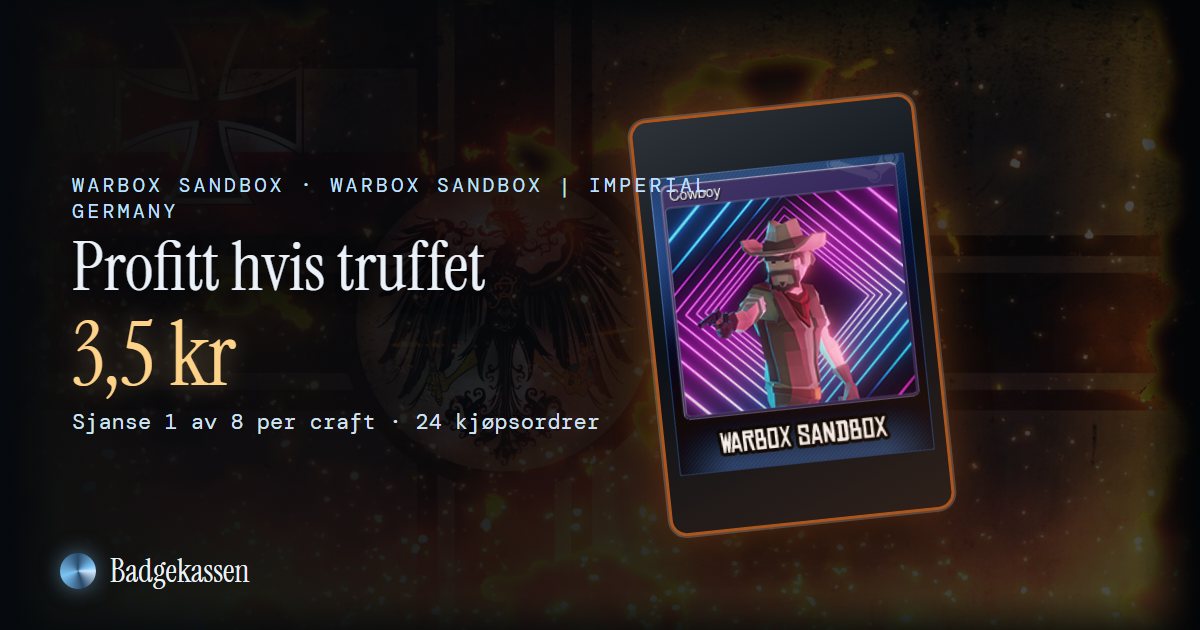 WARBOX SANDBOX · WARBOX SANDBOX | IMPERIAL
GERMANY
Profitt hvis truffet
3,5 kr
Sjanse 1 av 8 per craft · 24 kjøpsordrer
Cowboy
WARBOX SANDBOX
Badgekassen